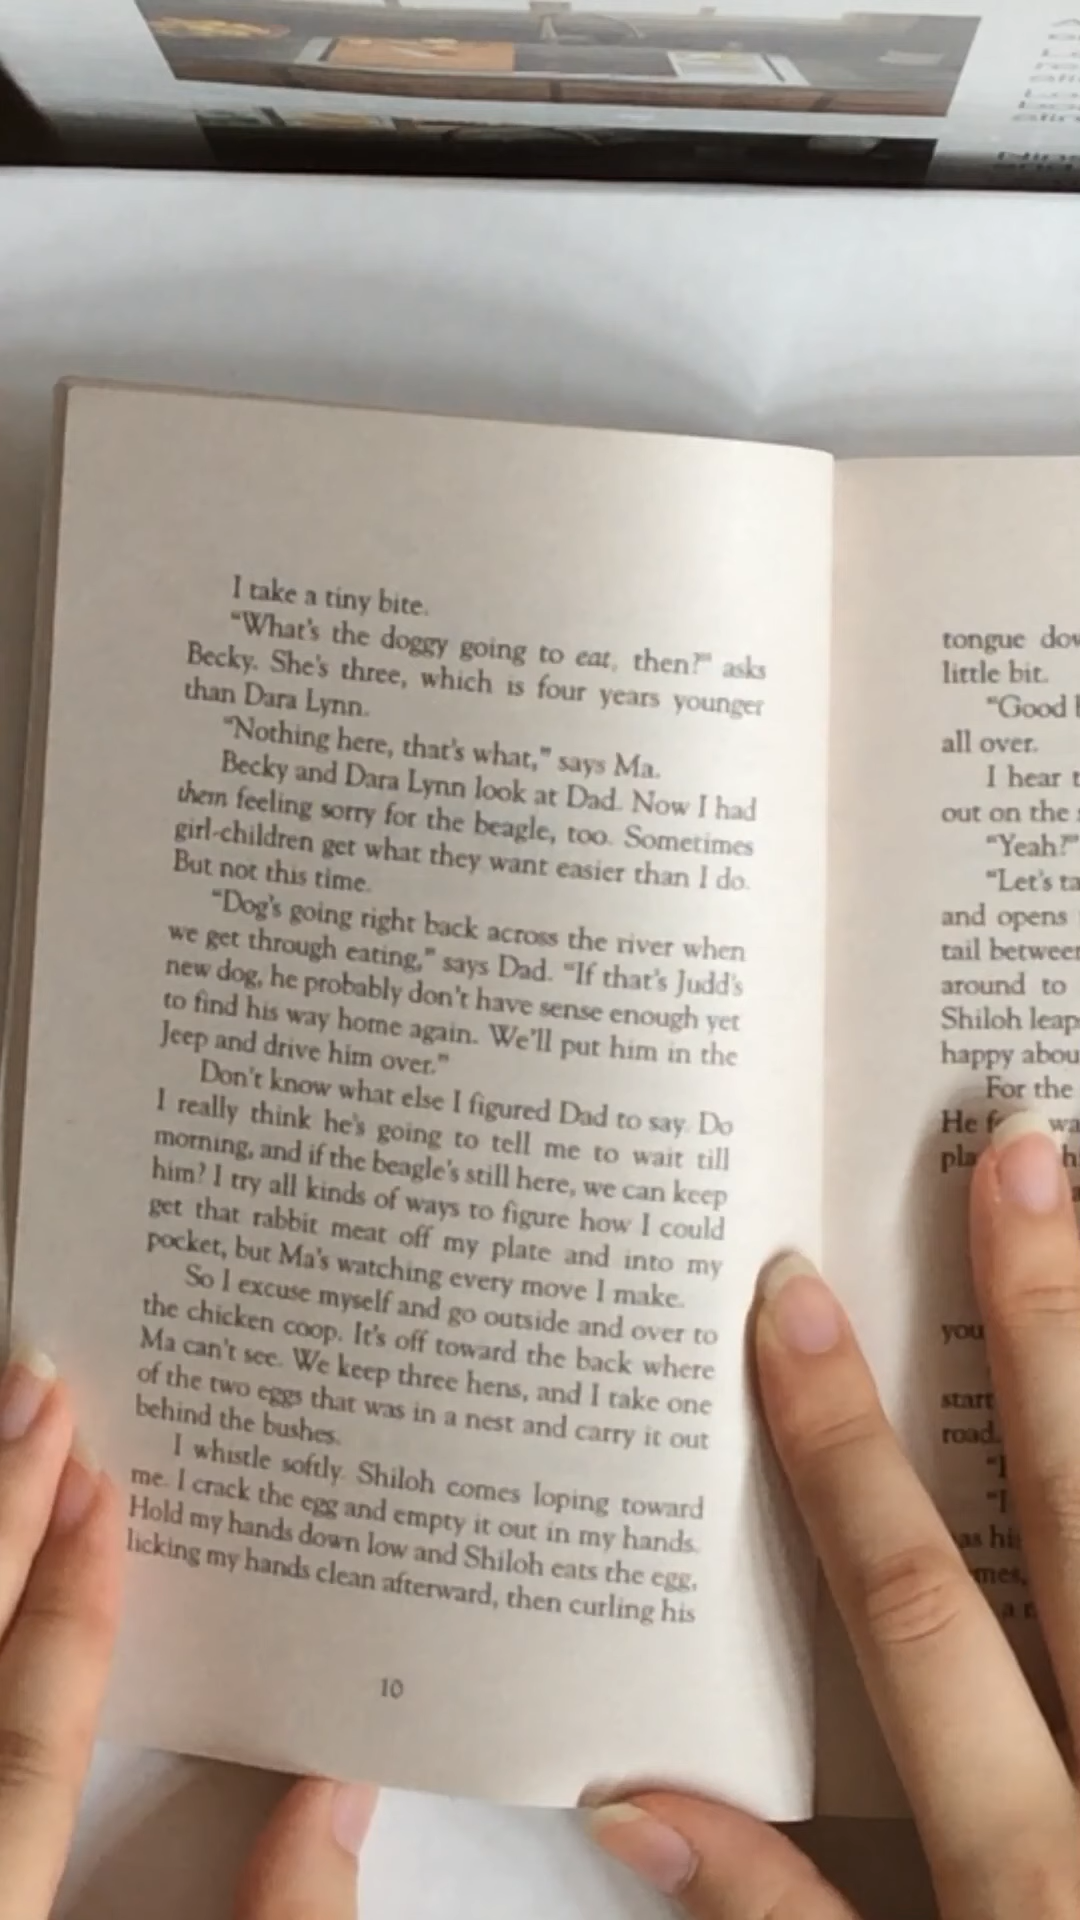 I take a tiny bite.
“What's the doggy going to eat, then?” asks
Becky. She's three, which is four years younger
than Dara Lynn.
“Nothing here, that's what,” says Ma.
Becky and Dara Lynn look at Dad. Now I had
them feeling sorry for the beagle, too. Sometimes
girl-children get what they want easier than I do.
But not this time.
“Dog's going right back across the river when
we get through eating,” says Dad. “If that's Judd's
new dog, he probably don't have sense enough yet
to find his way home again. We'll put him in the
Jeep and drive him over.”
Don't know what else I figured Dad to say. Do
I really think he's going to tell me to wait till
morning, and if the beagle's still here, we can keep
him? I try all kinds of ways to figure how I could
get that rabbit meat off my plate and into my
pocket, but Ma's watching every move I make.
So I excuse myself and go outside and over to
the chicken coop. It's off toward the back where
Ma can't see. We keep three hens, and I take one
of the two eggs that was in a nest and carry it out
behind the bushes.
I whistle softly. Shiloh comes loping toward
me. I crack the egg and empty it out in my hands.
Hold my hands down low and Shiloh eats the egg,
licking my hands clean afterward, then curling his
10
tongue
little bit.
“Good
all over.
I hear
out on the
“Yeah?”
“Let's
and opens
tail between
around to
Shiloh
happy
For the
He
you
start
road.
as